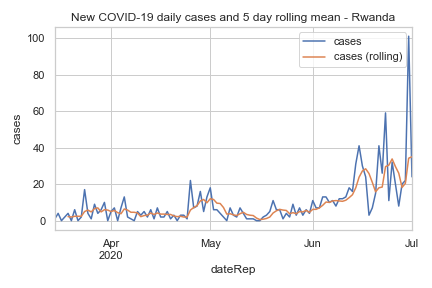 New COVID-19 daily cases and 5 day rolling mean - Rwanda
cases
cases (rolling)
100
80
60
40
20
0
cases
Apr
2020
May
Jun
Jul
dateRep